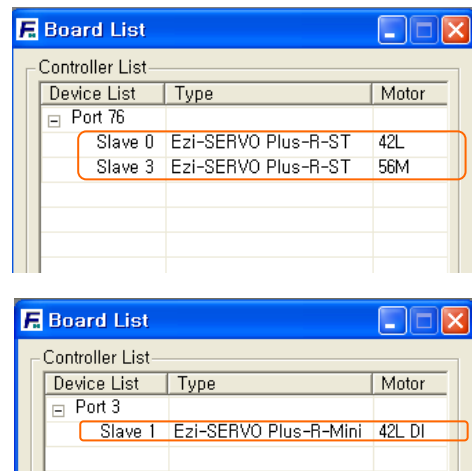 Board List
Controller List
Device List Type Motor
Port 76
Slave 0 Ezi-SERVO Plus-R-ST 42L
Slave 3 Ezi-SERVO Plus-R-ST 56M
Board List
Controller List
Device List Type Motor
Port 3
Slave 1 Ezi-SERVO Plus-R-Mini 42L DI